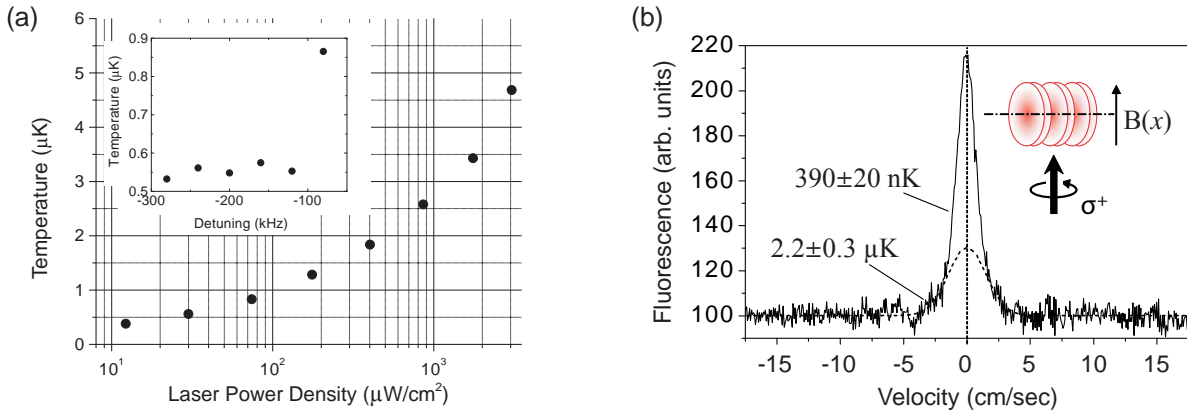 (a)
6
5
4
3
2
1
0
Temperature (μK)
10¹
10²
10³
Laser Power Density (μW/cm²)
0.9
0.8
0.7
0.6
0.5
Temperature (μK)
-300
-200
-100
Detuning (kHz)
(b)
220
200
180
160
140
120
100
Fluorescence (arb. units)
-15
-10
-5
0
5
10
15
Velocity (cm/sec)
390±20 nK
2.2±0.3 μK
B(x)
σ⁺